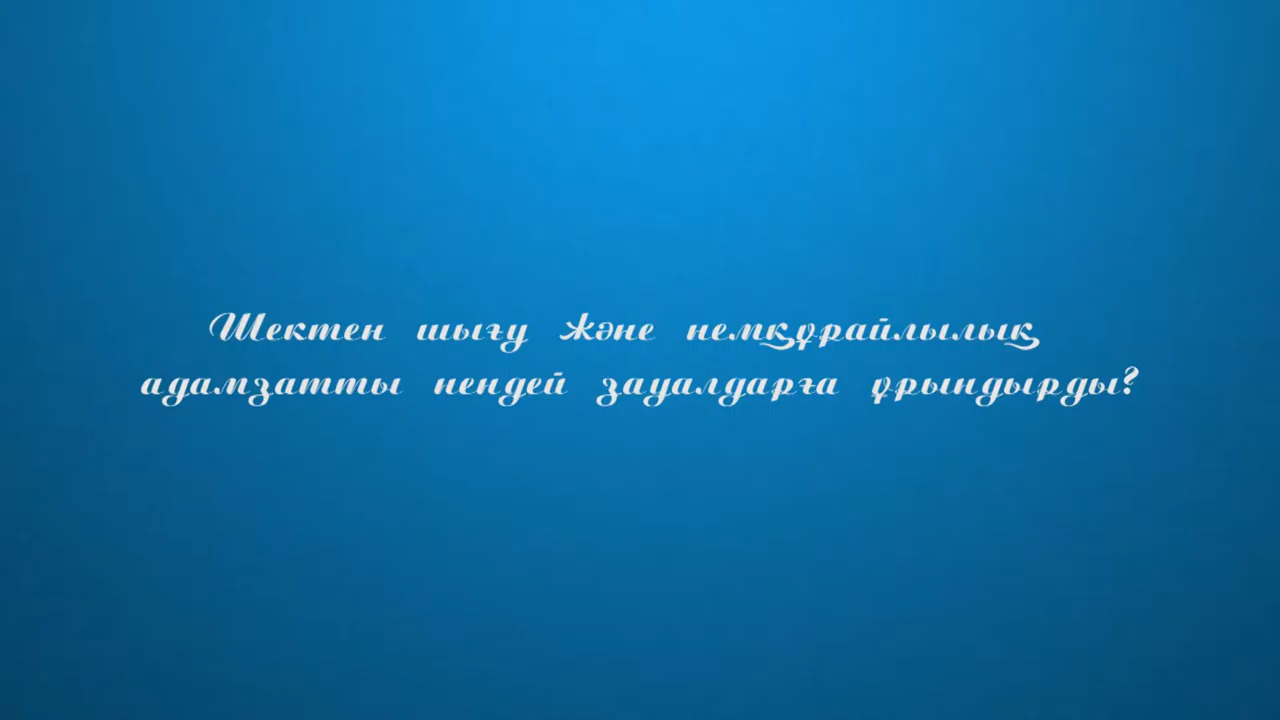 Шектен шығу және немқұрайлылық
адамзатты нендей зауалдарға ұрындырды?